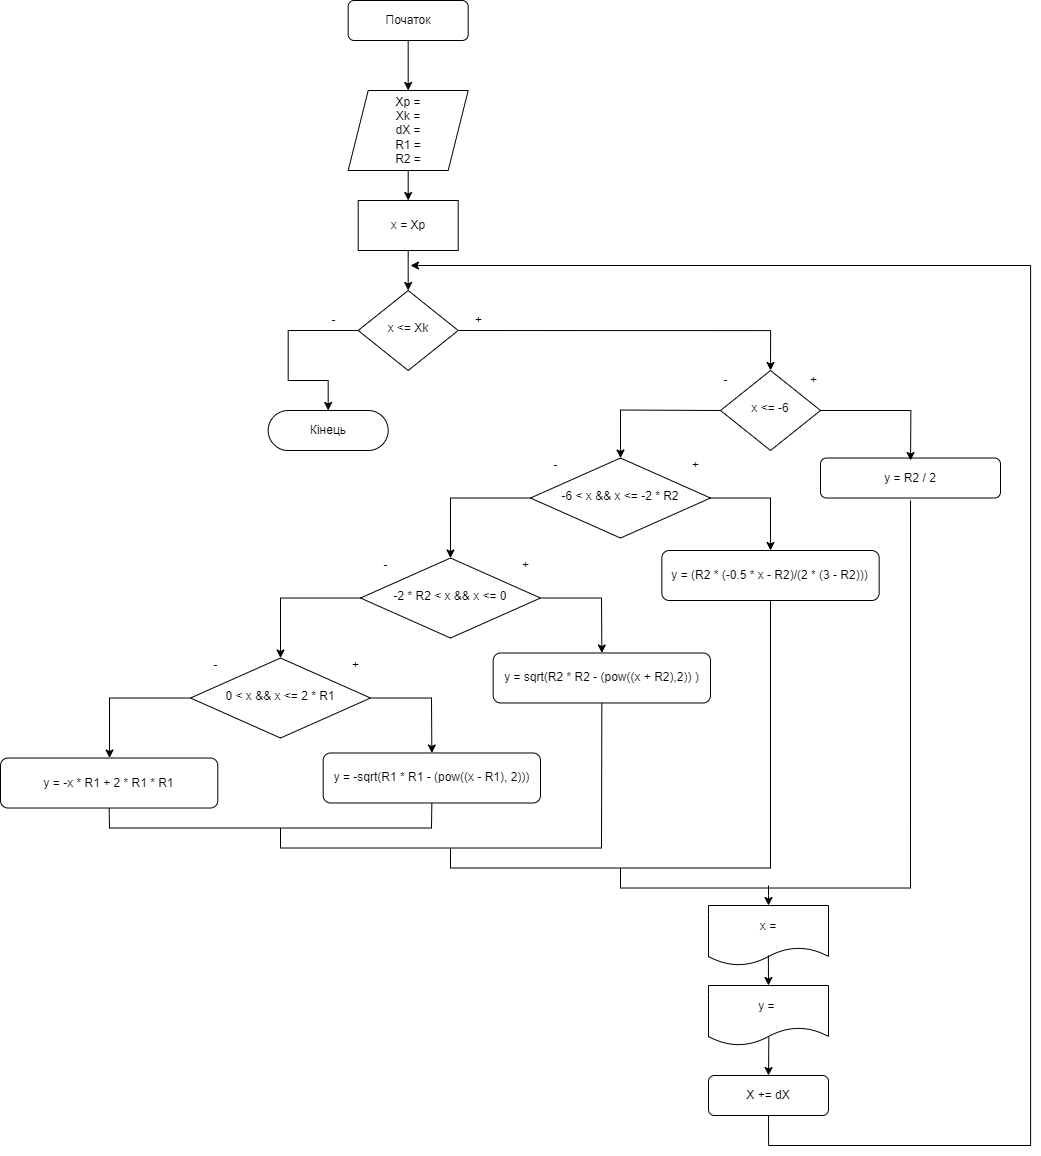 Початок
Xp =
Xk =
dX =
R1 =
R2 =
x = Xp
x <= Xk
-
+
Кінець
x <= -6
-
+
y = R2 / 2
-6 < x && x <= -2 * R2
-
+
y = (R2 * (-0.5 * x - R2)/(2 * (3 - R2)))
-2 * R2 < x && x <= 0
-
+
y = sqrt(R2 * R2 - (pow((x + R2),2)) )
0 < x && x <= 2 * R1
-
+
y = -x * R1 + 2 * R1 * R1
y = -sqrt(R1 * R1 - (pow((x - R1), 2)))
x =
y =
X += dX